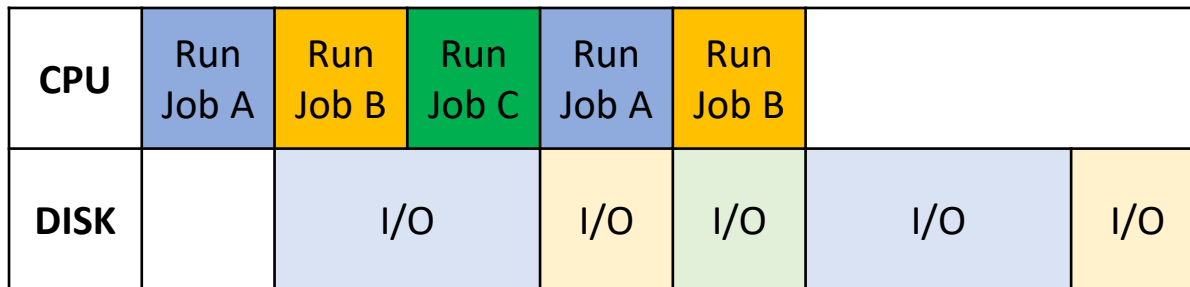 CPU
Run
Job A
Run
Job B
Run
Job C
Run
Job A
Run
Job B
DISK
I/O
I/O
I/O
I/O
I/O